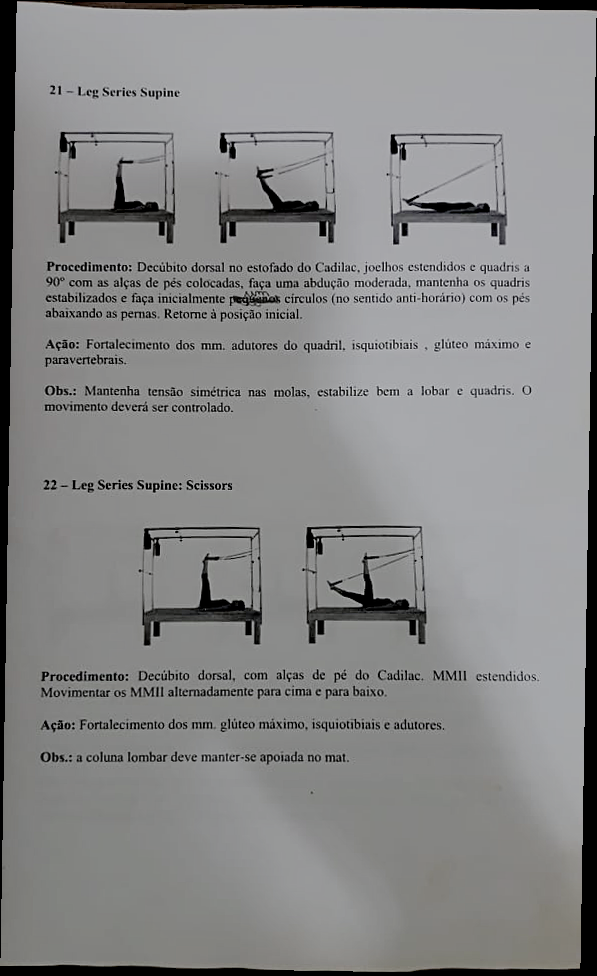 21 – Leg Series Supine
Procedimento: Decúbito dorsal no estofado do Cadilac, joelhos estendidos e quadris a
90º com as alças de pés colocadas, faça uma abdução moderada, mantenha os quadris
estabilizados e faça inicialmente círculos (no sentido anti-horário) com os pés
abaixando as pernas. Retorne à posição inicial.
Ação: Fortalecimento dos mm. adutores do quadril, isquiotibiais , glúteo máximo e
paravertebrais.
Obs.: Mantenha tensão simétrica nas molas, estabilize bem a lobar e quadris. O
movimento deverá ser controlado.
22 – Leg Series Supine: Scissors
Procedimento: Decúbito dorsal, com alças de pé do Cadilac. MMII estendidos.
Movimentar os MMII alternadamente para cima e para baixo.
Ação: Fortalecimento dos mm. glúteo máximo, isquiotibiais e adutores.
Obs.: a coluna lombar deve manter-se apoiada no mat.